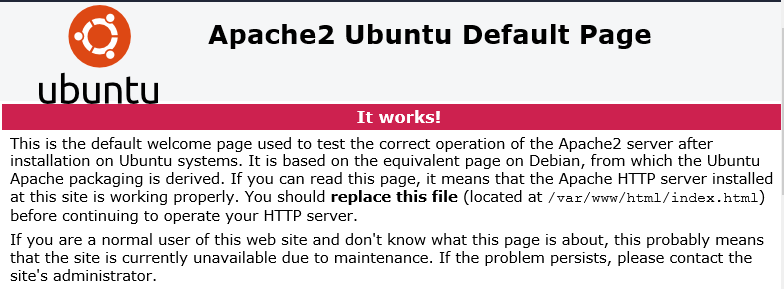 Apache2 Ubuntu Default Page
ubuntu
It works!
This is the default welcome page used to test the correct operation of the Apache2 server after
installation on Ubuntu systems. It is based on the equivalent page on Debian, from which the Ubuntu
Apache packaging is derived. If you can read this page, it means that the Apache HTTP server installed
at this site is working properly. You should replace this file (located at /var/www/html/index.html)
before continuing to operate your HTTP server.
If you are a normal user of this web site and don't know what this page is about, this probably means
that the site is currently unavailable due to maintenance. If the problem persists, please contact the
site's administrator.